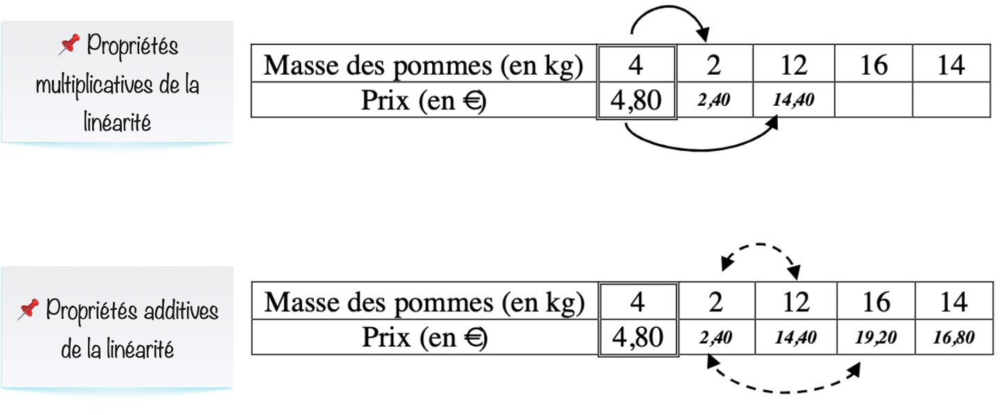 📌 Propriétés
multiplicatives de la
linéarité
Masse des pommes (en kg) 4 2 12 16 14
Prix (en €) 4,80 2,40 14,40
📌 Propriétés additives
de la linéarité
Masse des pommes (en kg) 4 2 12 16 14
Prix (en €) 4,80 2,40 14,40 19,20 16,80